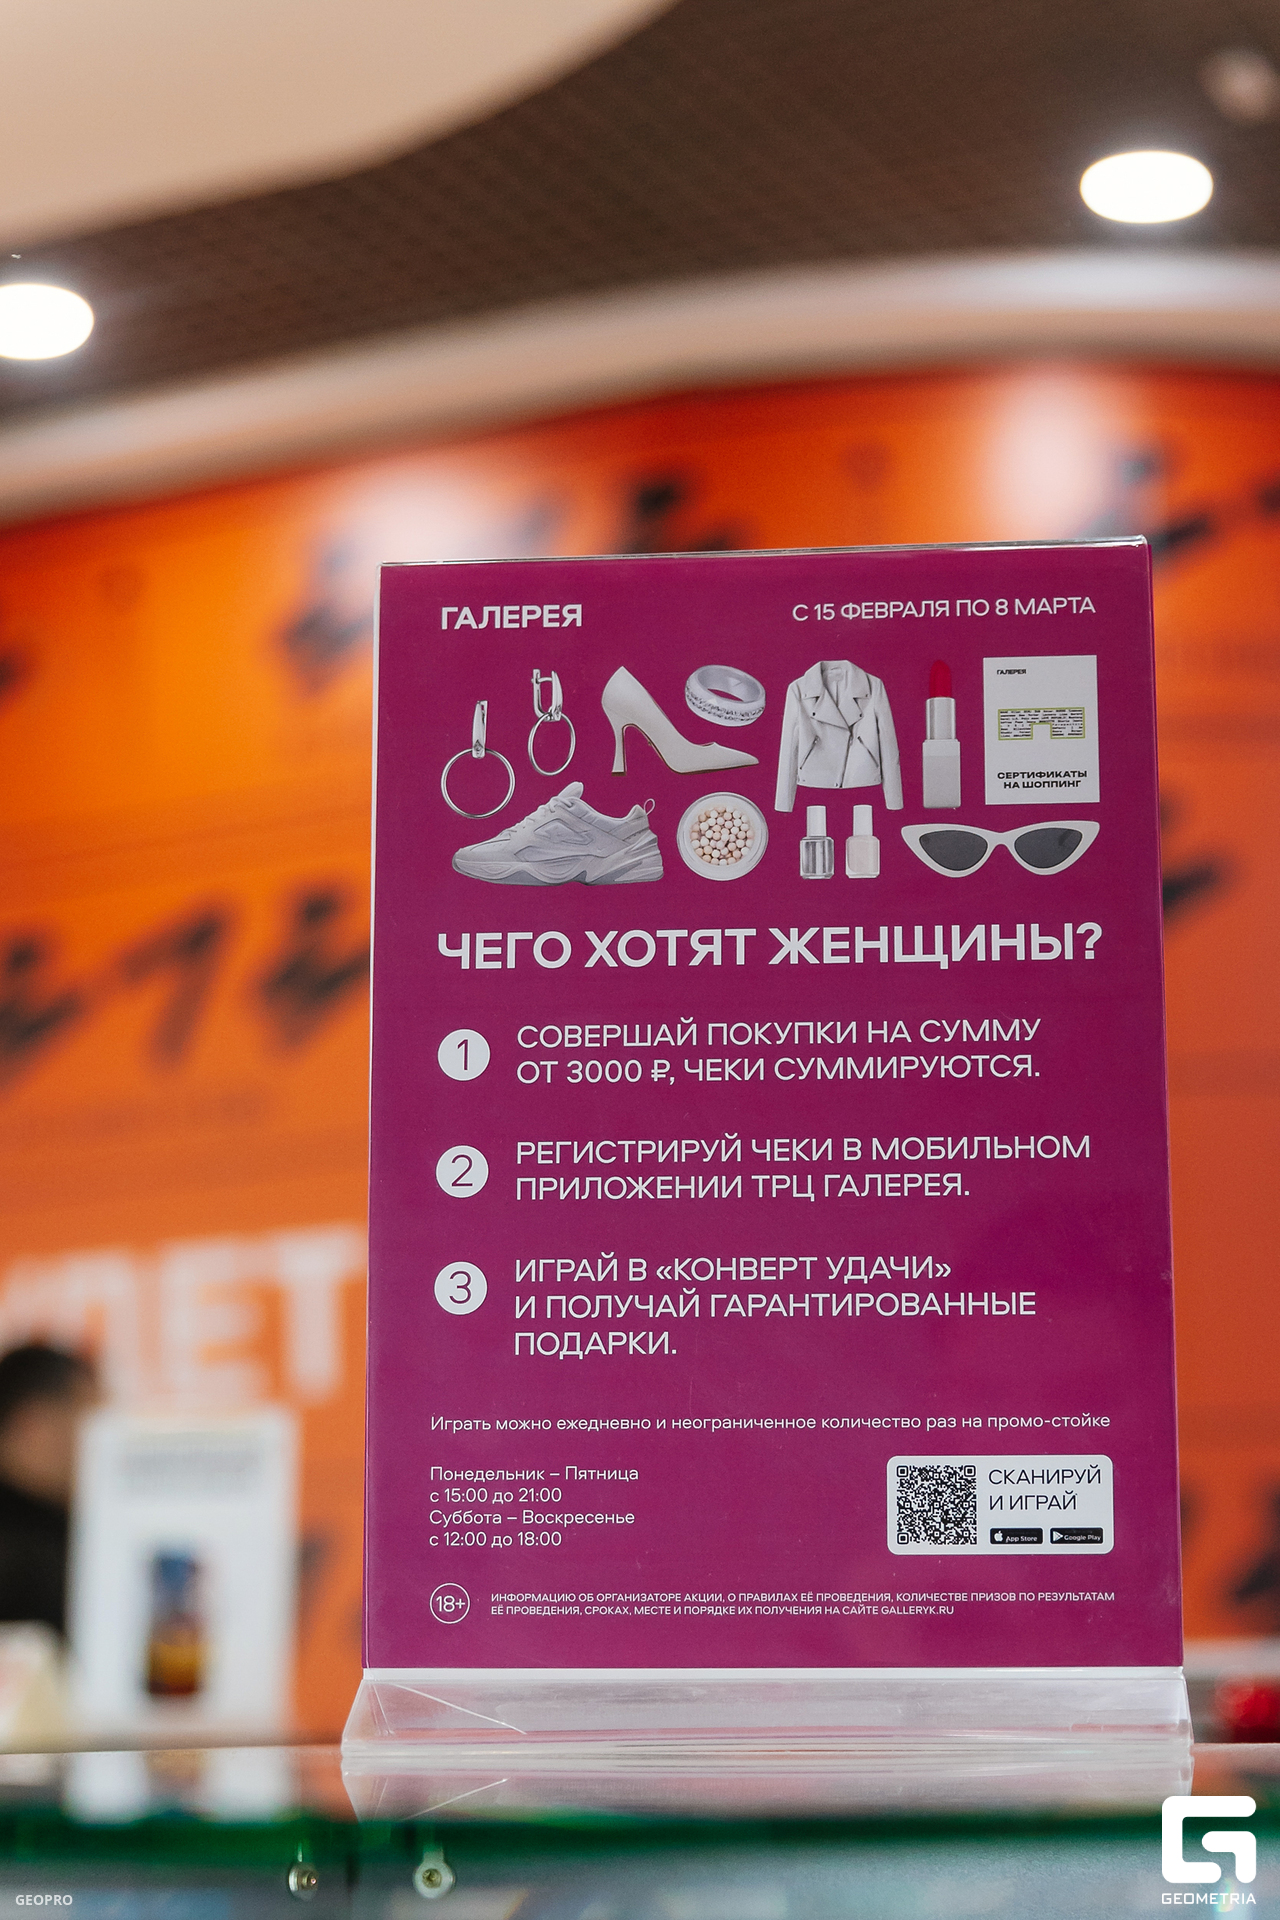 ГАЛЕРЕЯ
С 15 ФЕВРАЛЯ ПО 8 МАРТА
ГАЛЕРЕЯ
СЕРТИФИКАТЫ
НА ШОППИНГ
ЧЕГО ХОТЯТ ЖЕНЩИНЫ?
1 СОВЕРШАЙ ПОКУПКИ НА СУММУ
ОТ 3000 ₽, ЧЕКИ СУММИРУЮТСЯ.
2 РЕГИСТРИРУЙ ЧЕКИ В МОБИЛЬНОМ
ПРИЛОЖЕНИИ ТРЦ ГАЛЕРЕЯ.
3 ИГРАЙ В «КОНВЕРТ УДАЧИ»
И ПОЛУЧАЙ ГАРАНТИРОВАННЫЕ
ПОДАРКИ.
Играть можно ежедневно и неограниченное количество раз на промо-стойке
Понедельник – Пятница
с 15:00 до 21:00
Суббота – Воскресенье
с 12:00 до 18:00
СКАНИРУЙ
И ИГРАЙ
App Store
Google Play
18+
ИНФОРМАЦИЮ ОБ ОРГАНИЗАТОРЕ АКЦИИ, О ПРАВИЛАХ ЕЁ ПРОВЕДЕНИЯ, КОЛИЧЕСТВЕ ПРИЗОВ ПО РЕЗУЛЬТАТАМ
ЕЁ ПРОВЕДЕНИЯ, СРОКАХ, МЕСТЕ И ПОРЯДКЕ ИХ ПОЛУЧЕНИЯ НА САЙТЕ GALLERYK.RU
GEOPRO
GEOMETRIA